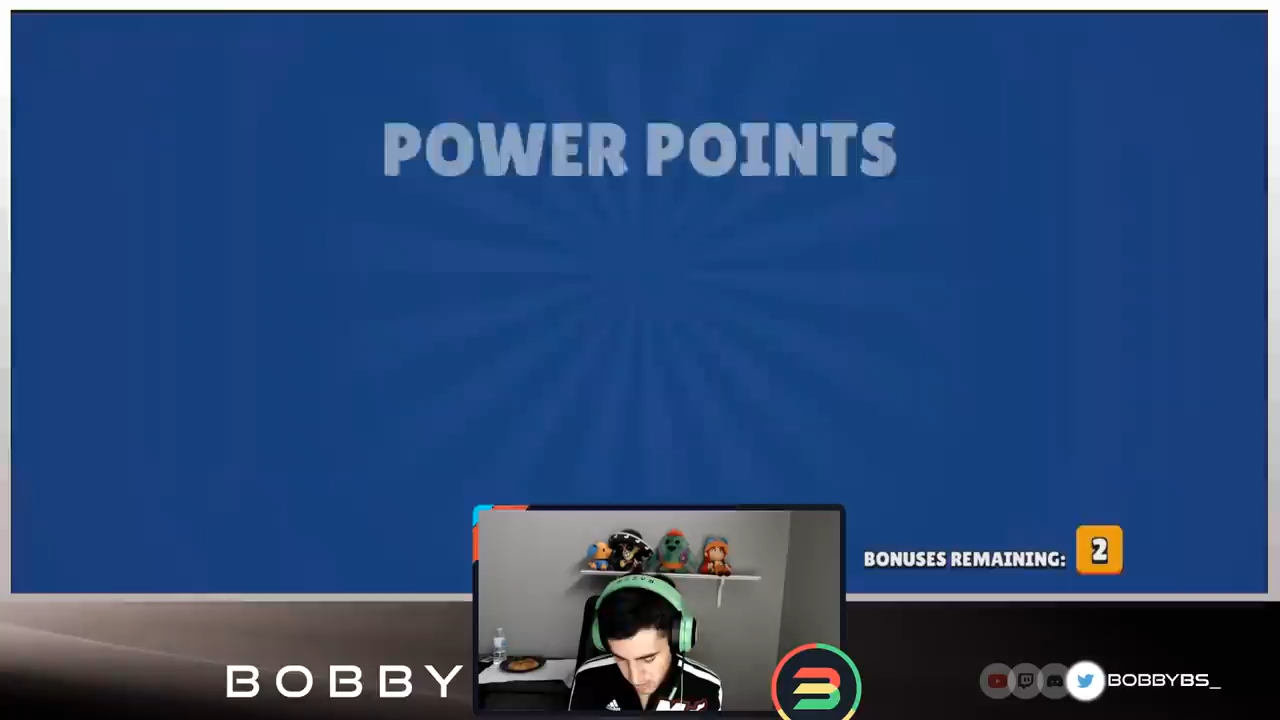 POWER POINTS
BONUSES REMAINING: 2
BOBBY
BOBBYBS_